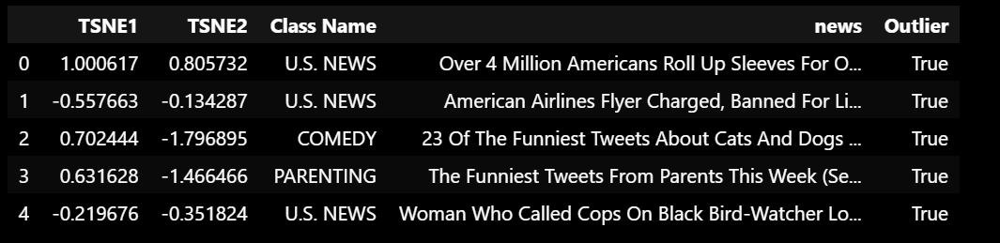 TSNE1 TSNE2 Class Name news Outlier
0 1.000617 0.805732 U.S. NEWS Over 4 Million Americans Roll Up Sleeves For O... True
1 -0.557663 -0.134287 U.S. NEWS American Airlines Flyer Charged, Banned For Li... True
2 0.702444 -1.796895 COMEDY 23 Of The Funniest Tweets About Cats And Dogs ... True
3 0.631628 -1.466466 PARENTING The Funniest Tweets From Parents This Week (Se... True
4 -0.219676 -0.351824 U.S. NEWS Woman Who Called Cops On Black Bird-Watcher Lo... True